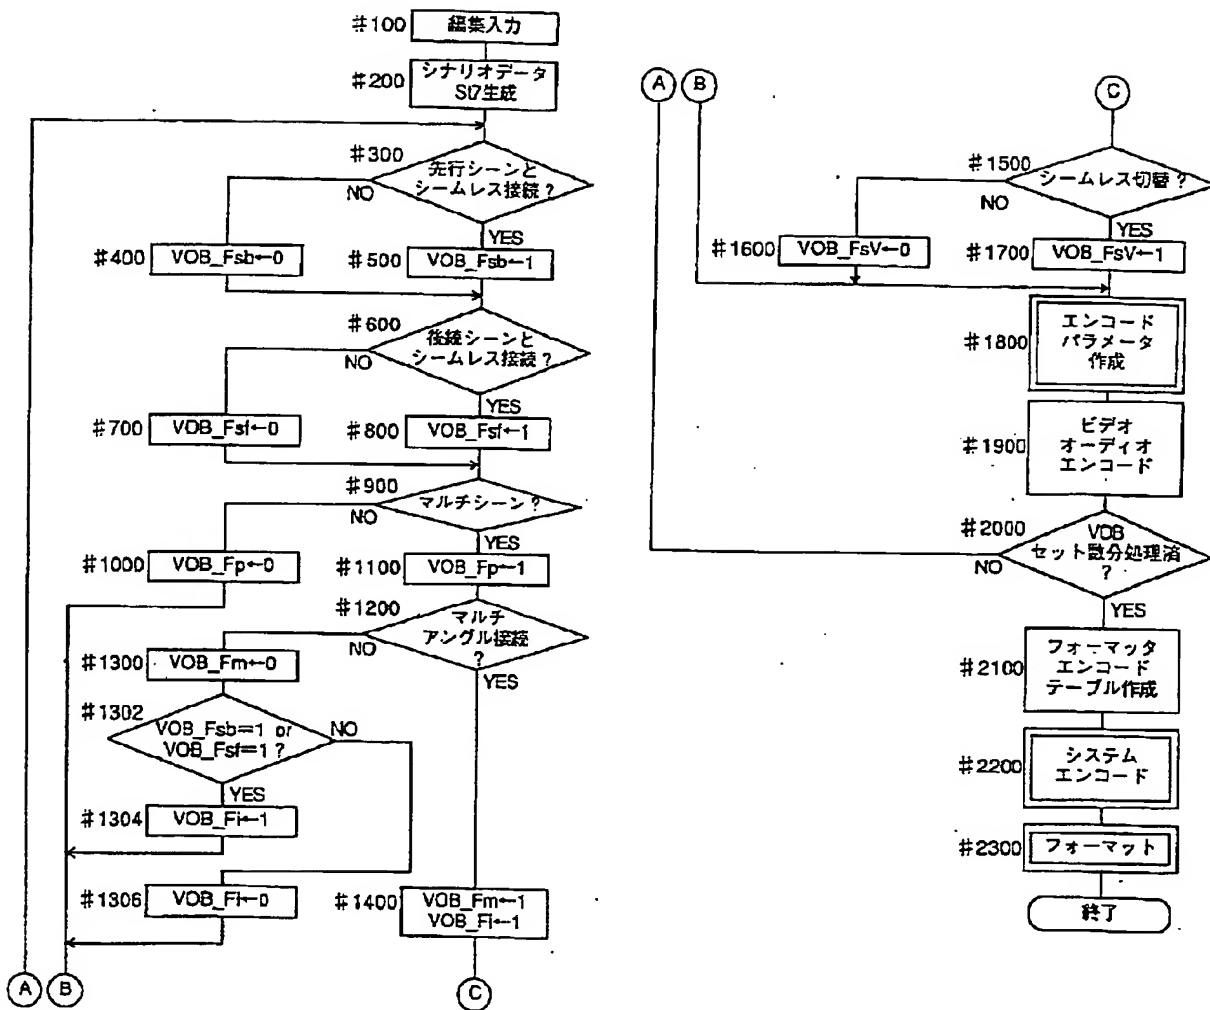 #100 編集入力
#200 シナリオデータ
St7生成
#300 先行シーンと
シームレス接続?
NO
YES
#400 VOB_Fsb←0
#500 VOB_Fsb←1
#600 後続シーンと
シームレス接続?
NO
YES
#700 VOB_Fsf←0
#800 VOB_Fsf←1
#900 マルチシーン?
NO
YES
#1000 VOB_Fp←0
#1100 VOB_Fp←1
#1200 マルチ
アングル接続
?
NO
YES
#1300 VOB_Fm←0
#1302 VOB_Fsb=1 or
VOB_Fsf=1?
NO
YES
#1304 VOB_Fi←1
#1306 VOB_Fi←0
#1400 VOB_Fm←1
VOB_Fi←1
A
B
C
A
B
C
#1500 シームレス切替?
NO
YES
#1600 VOB_FsV←0
#1700 VOB_FsV←1
#1800 エンコード
パラメータ
作成
#1900 ビデオ
オーディオ
エンコード
#2000 VOB
セット数分処理済
?
NO
YES
#2100 フォーマッタ
エンコード
テーブル作成
#2200 システム
エンコード
#2300 フォーマット
終了